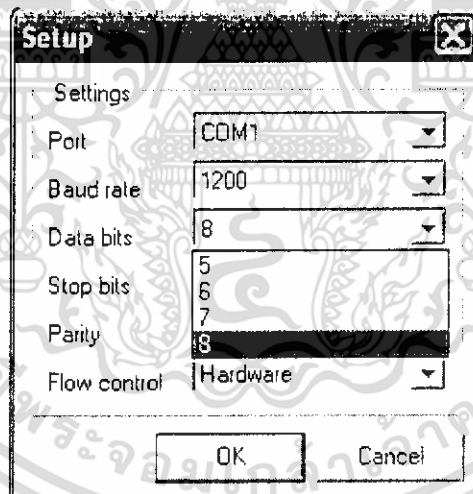 Setup
Settings
Port COM1
Baud rate 1200
Data bits 8
5
Stop bits 6
7
Parity 8
Flow control Hardware
OK Cancel